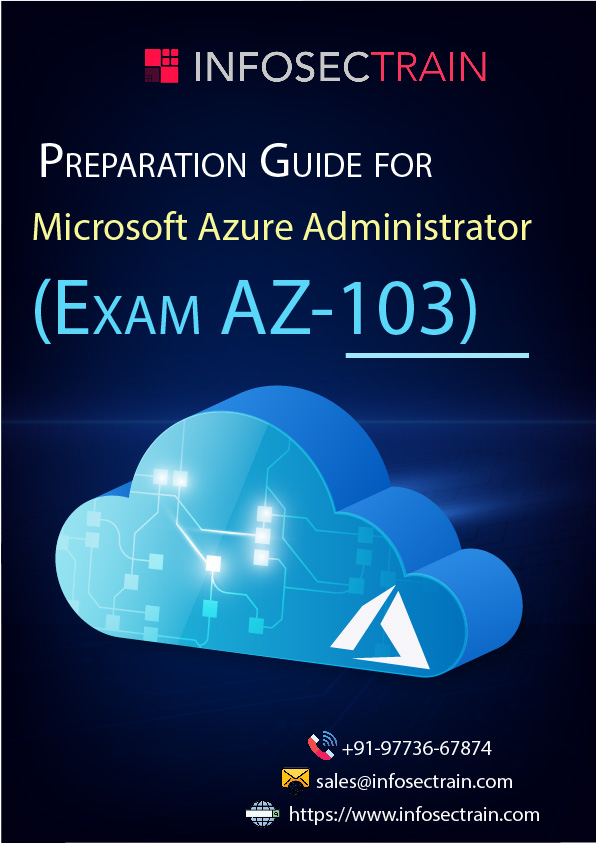 INFOSECTRAIN
PREPARATION GUIDE FOR
Microsoft Azure Administrator
(EXAM AZ-103)
+91-97736-67874
sales@infosectrain.com
https://www.infosectrain.com